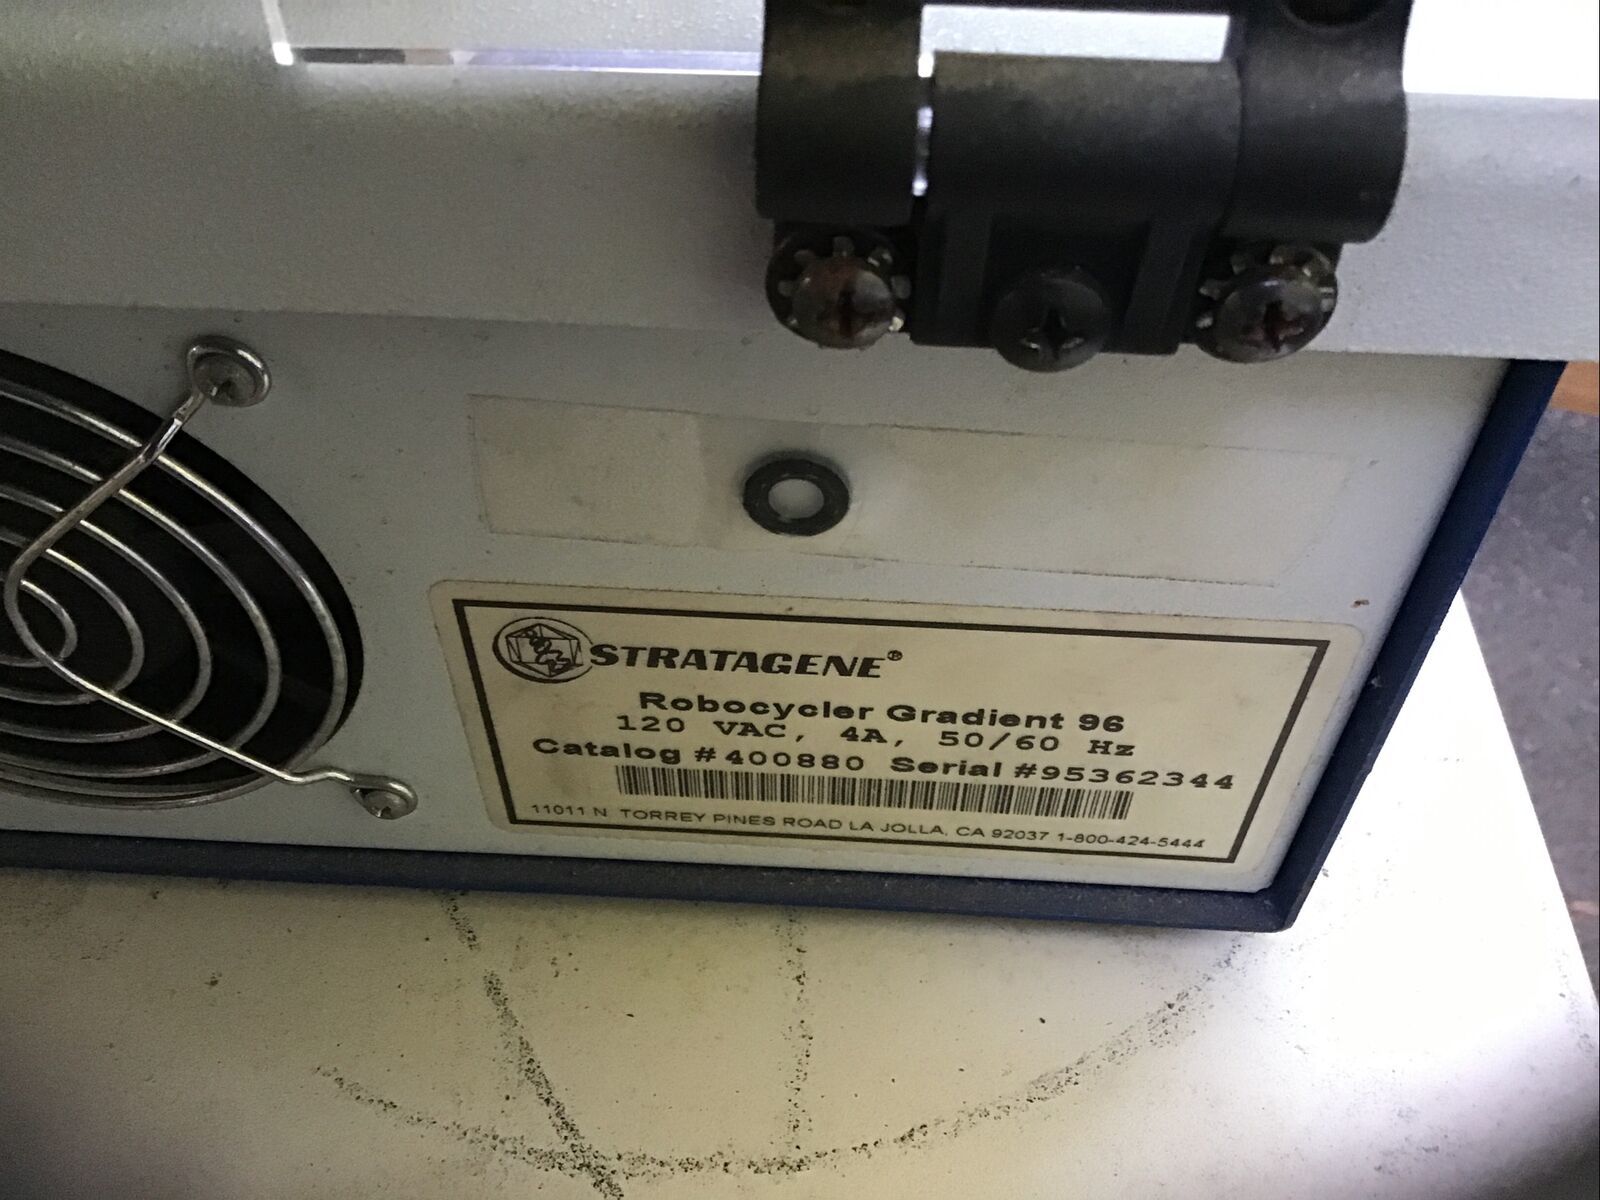 STRATAGENE®
Robocycler Gradient 96
120 VAC, 4A, 50/60 Hz
Catalog #400880 Serial #95362344
11011 N. TORREY PINES ROAD LA JOLLA, CA 92037 1-800-424-5444